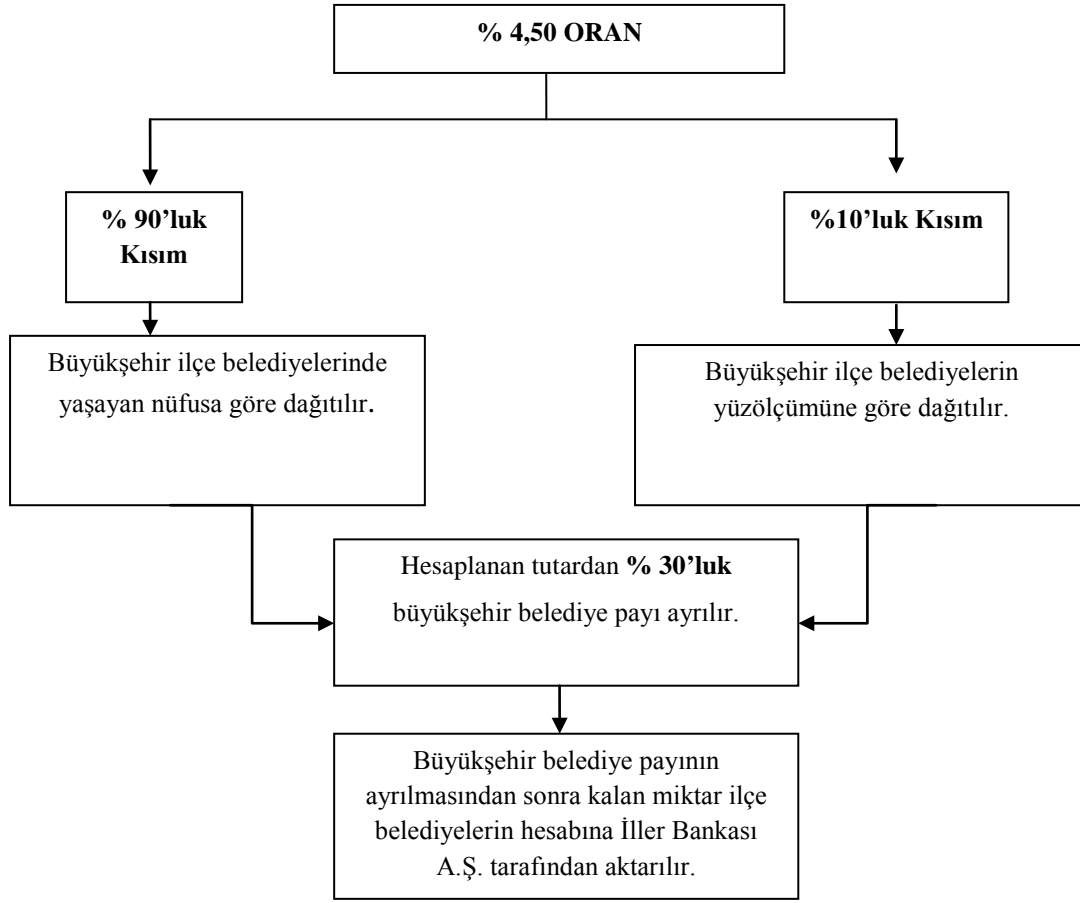 % 4,50 ORAN
% 90’luk
Kısım
%10’luk Kısım
Büyükşehir ilçe belediyelerinde
yaşayan nüfusa göre dağıtılır.
Büyükşehir ilçe belediyelerin
yüzölçümüne göre dağıtılır.
Hesaplanan tutardan % 30’luk
büyükşehir belediye payı ayrılır.
Büyükşehir belediye payının
ayrılmasından sonra kalan miktar ilçe
belediyelerin hesabına İller Bankası
A.Ş. tarafından aktarılır.